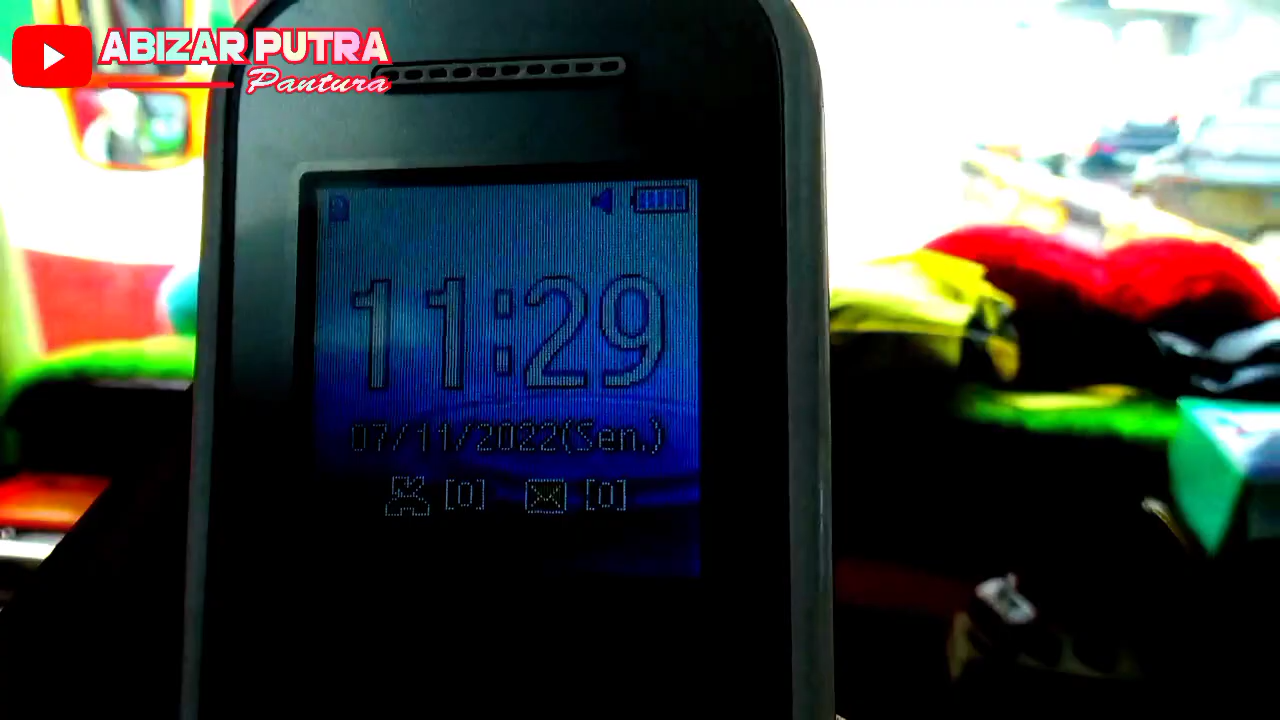 ABIZAR PUTRA
Pantura
11:29
07/11/2022(Sen.)
[0] [0]